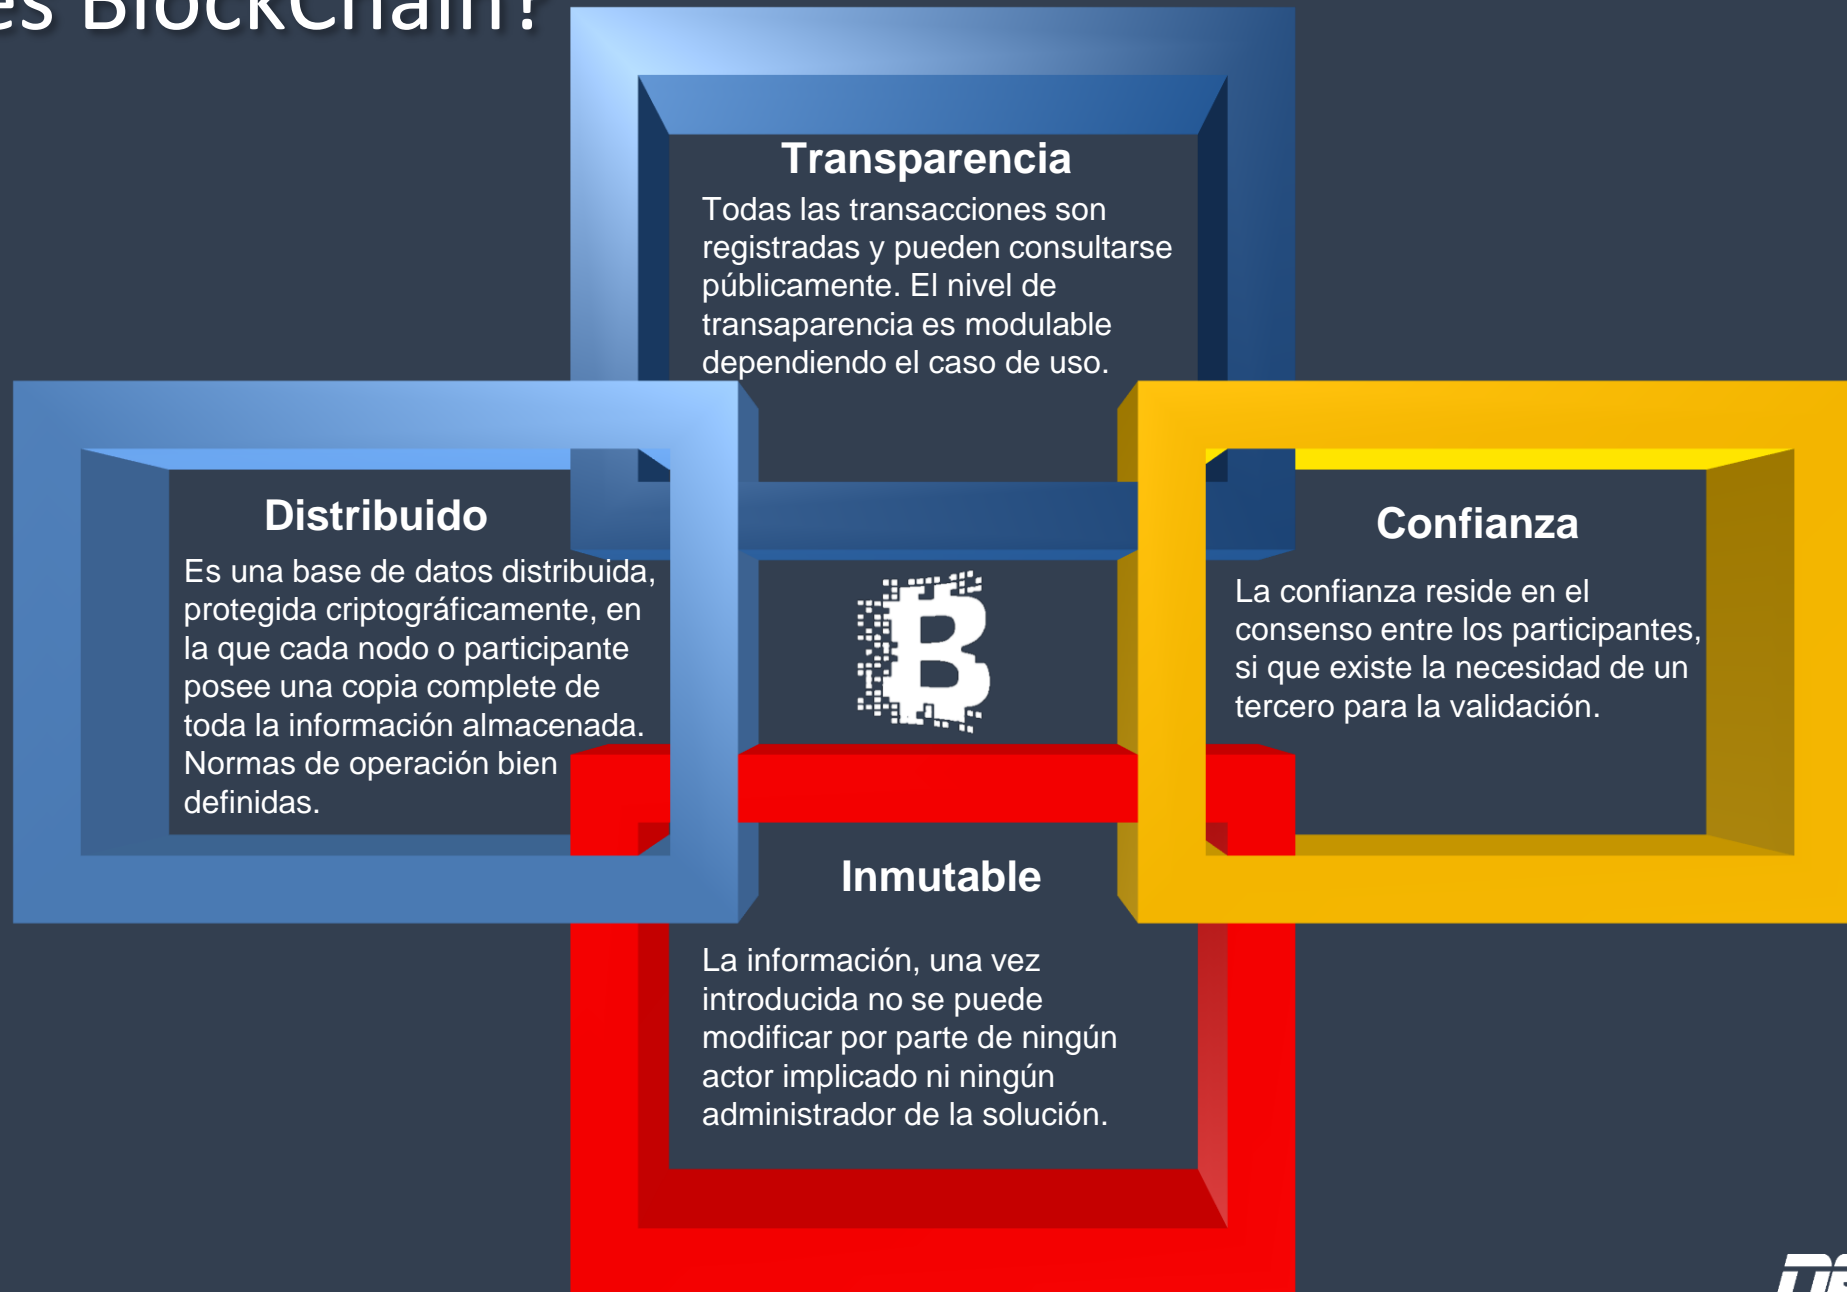 es BlockChain?
Transparencia
Todas las transacciones son
registradas y pueden consultarse
públicamente. El nivel de
transaparencia es modulable
dependiendo el caso de uso.
Distribuido
Es una base de datos distribuida,
protegida criptográficamente, en
la que cada nodo o participante
posee una copia complete de
toda la información almacenada.
Normas de operación bien
definidas.
Confianza
La confianza reside en el
consenso entre los participantes,
si que existe la necesidad de un
tercero para la validación.
B
Inmutable
La información, una vez
introducida no se puede
modificar por parte de ningún
actor implicado ni ningún
administrador de la solución.